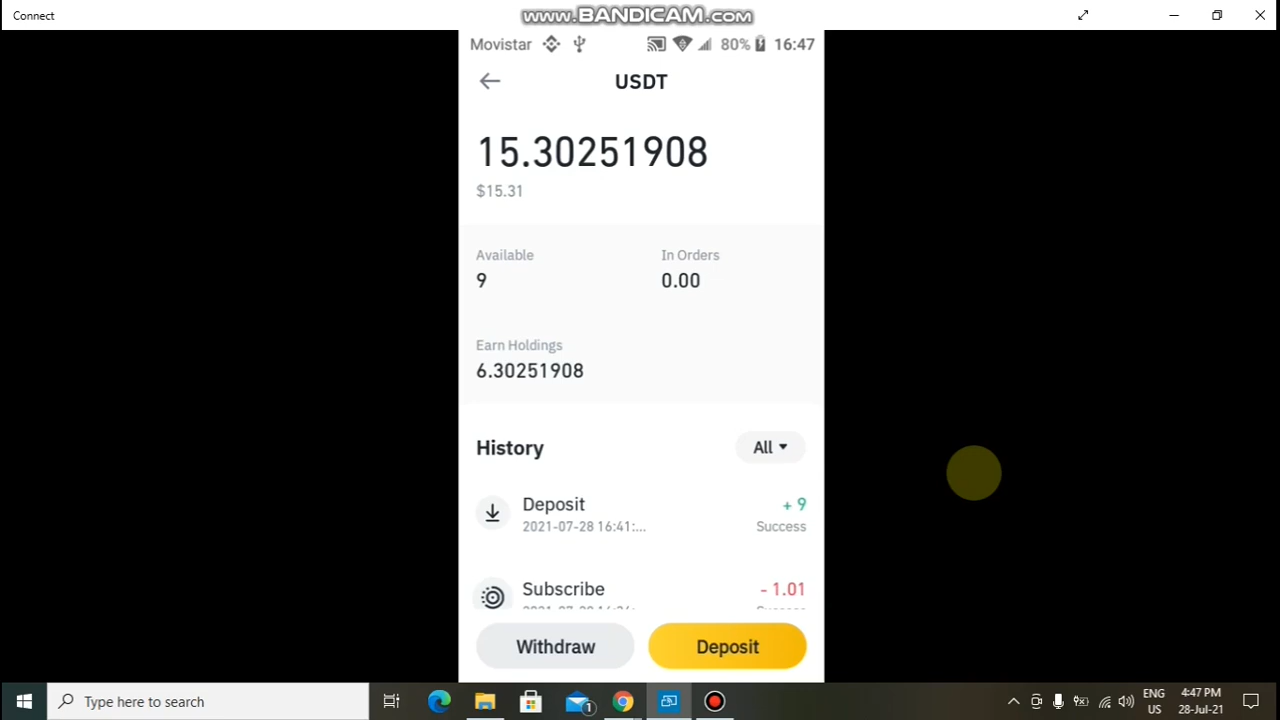 Connect
www.BANDICAM.com
Movistar 80% 16:47
USDT
15.30251908
$15.31
Available In Orders
9 0.00
Earn Holdings
6.30251908
History All
Deposit + 9
2021-07-28 16:41:... Success
Subscribe - 1.01
Withdraw Deposit
Type here to search 1 ENG 4:47 PM
US 28-Jul-21